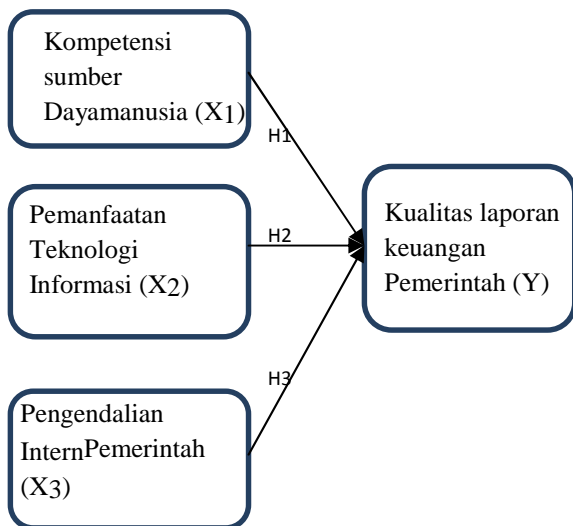 Kompetensi
sumber
Dayamanusia (X1)
H1
Pemanfaatan
Teknologi
Informasi (X2)
H2
Kualitas laporan
keuangan
Pemerintah (Y)
H3
Pengendalian
InternPemerintah
(X3)